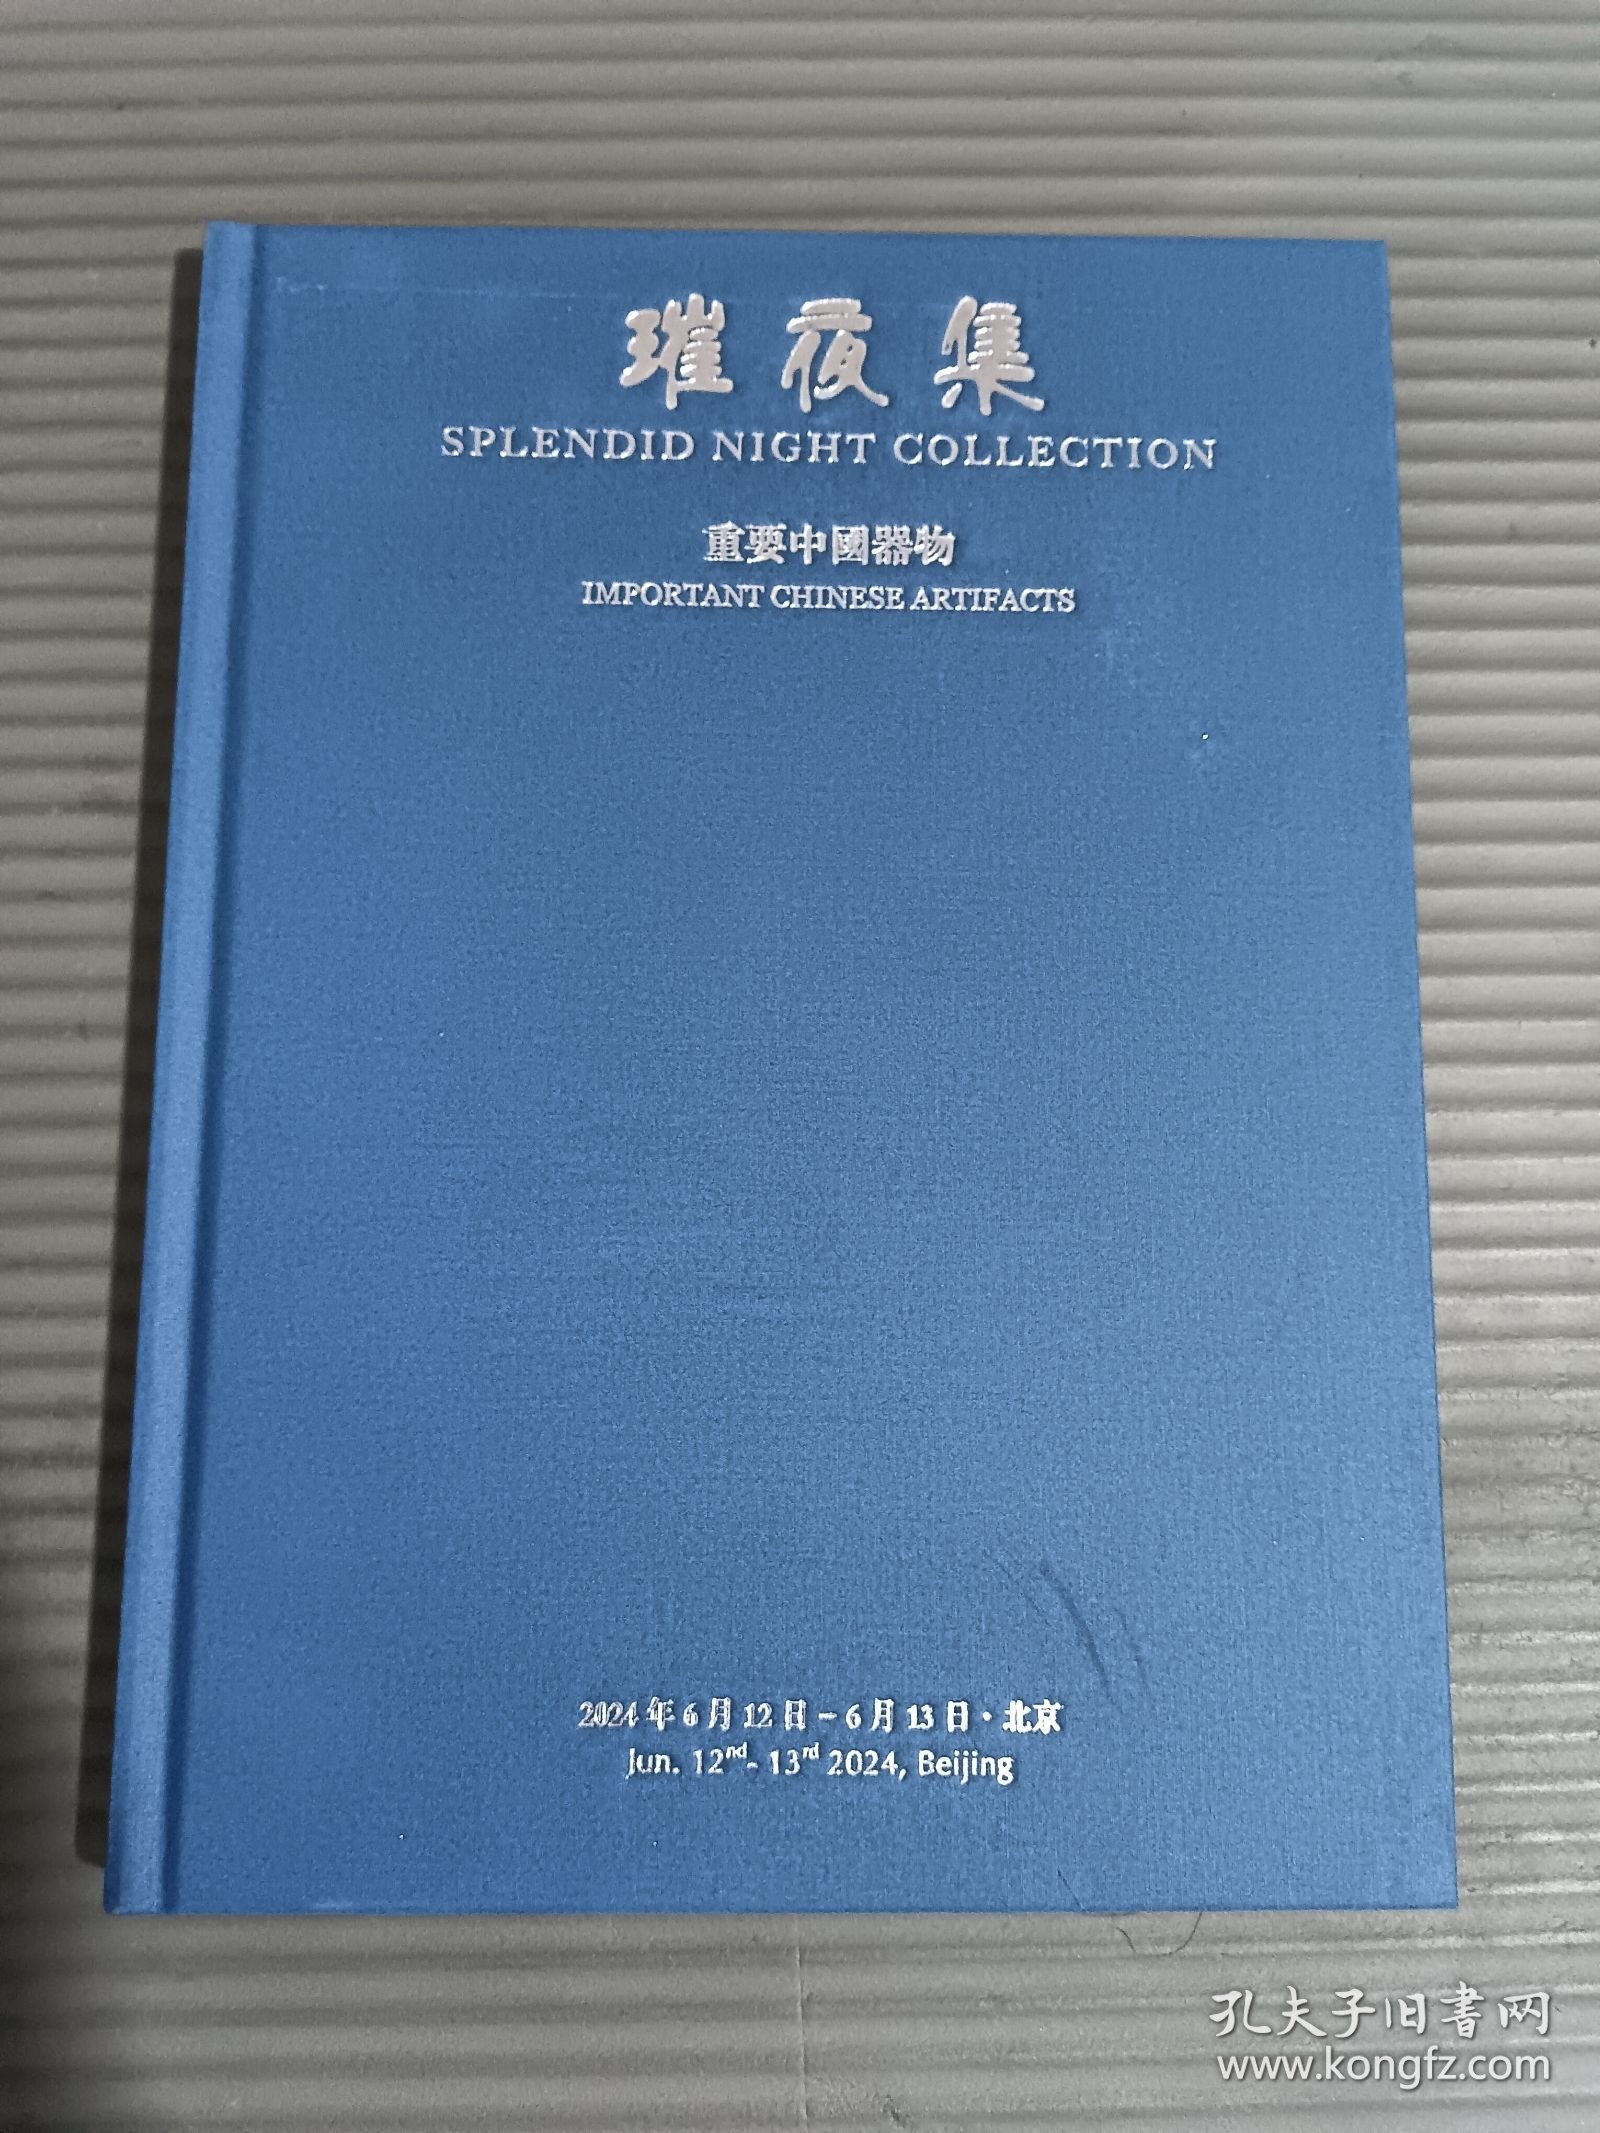 璀夜集
SPLENDID NIGHT COLLECTION
重要中國器物
IMPORTANT CHINESE ARTIFACTS
2024年6月12日-6月13日·北京
Jun. 12nd- 13rd 2024, Beijing
孔夫子旧書网
www.kongfz.com